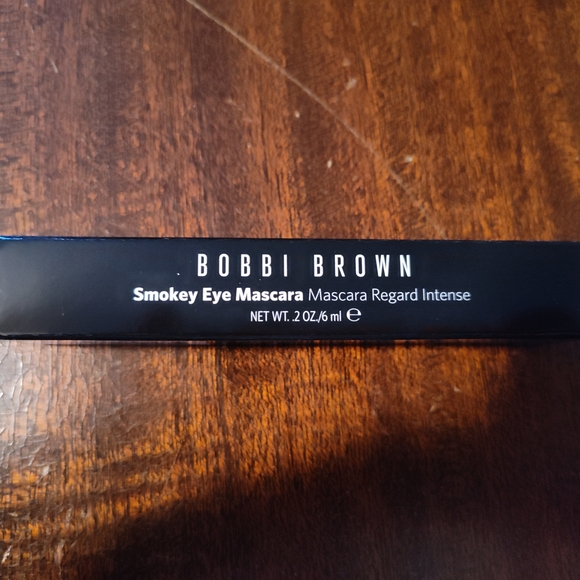 BOBBI BROWN
Smokey Eye Mascara Mascara Regard Intense
NET WT. .2 OZ./6 ml ℮